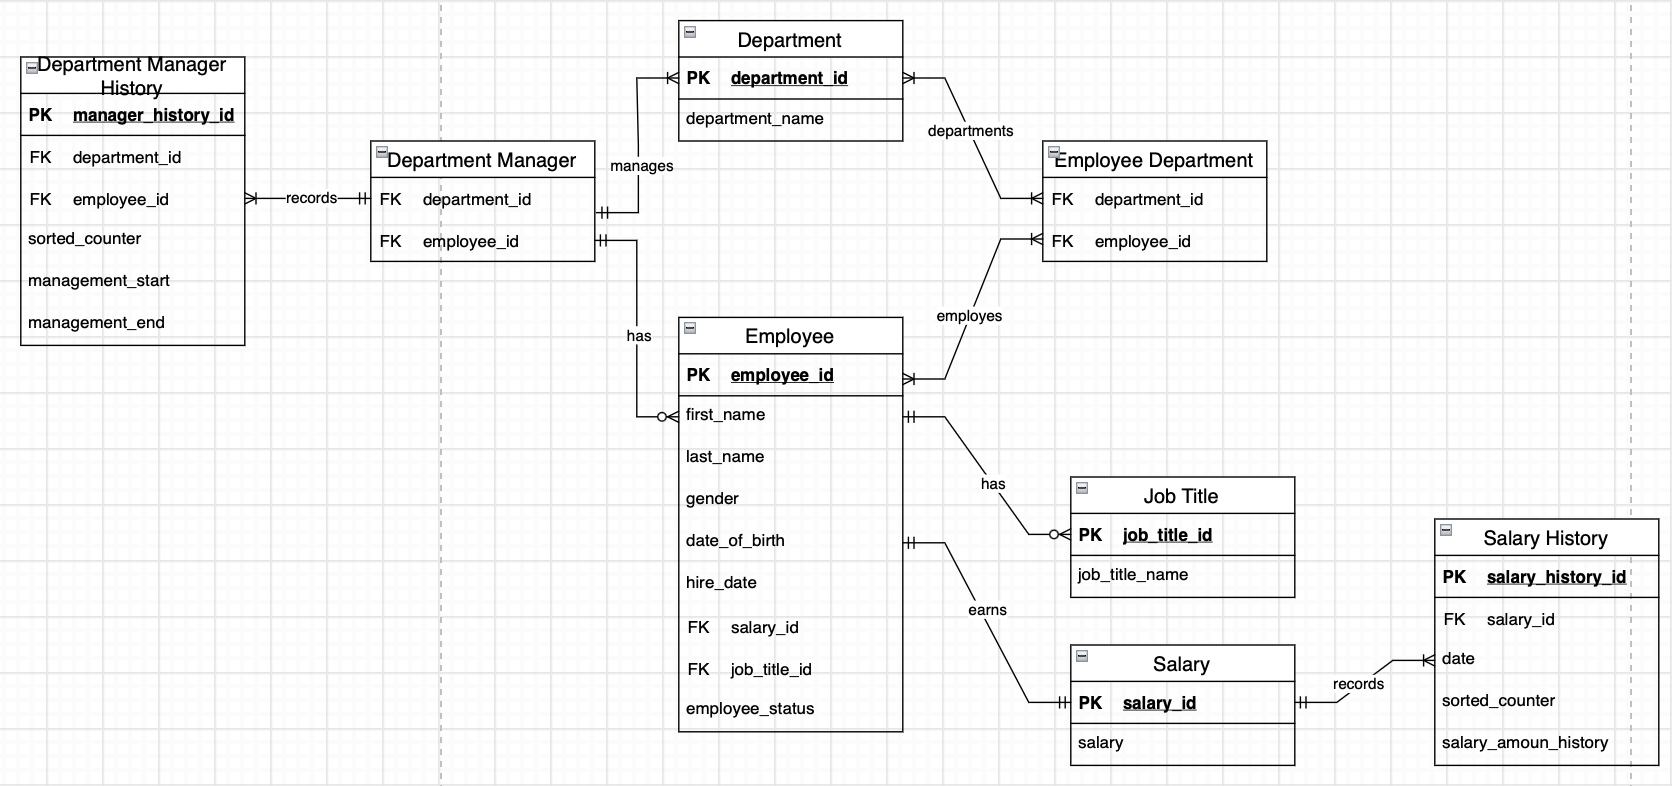 Department Manager
History
PK manager_history_id
FK department_id
FK employee_id
sorted_counter
management_start
management_end
records
Department Manager
FK department_id
FK employee_id
manages
has
Department
PK department_id
department_name
departments
Employee Department
FK department_id
FK employee_id
employes
Employee
PK employee_id
first_name
last_name
gender
date_of_birth
hire_date
FK salary_id
FK job_title_id
employee_status
has
earns
Job Title
PK job_title_id
job_title_name
Salary
PK salary_id
salary
records
Salary History
PK salary_history_id
FK salary_id
date
sorted_counter
salary_amoun_history